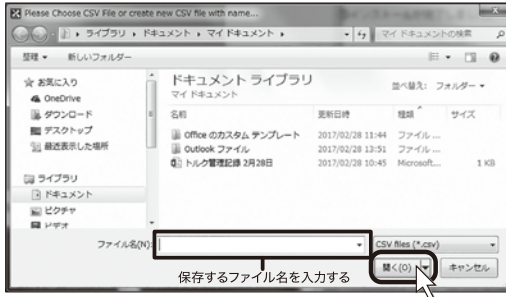 Please Choose CSV File or create new CSV file with name...
ライブラリ ▸ ドキュメント ▸ マイ ドキュメント ▸
マイ ドキュメントの検索
整理 ▾ 新しいフォルダー
お気に入り
OneDrive
ダウンロード
デスクトップ
最近表示した場所
ライブラリ
ドキュメント
ピクチャ
ビデオ
ドキュメント ライブラリ
マイ ドキュメント
並べ替え: フォルダー ▾
名前 更新日時 種類 サイズ
Office のカスタム テンプレート 2017/02/28 11:44 ファイル ...
Outlook ファイル 2017/02/28 13:51 ファイル ...
トルク管理記録 2月28日 2017/02/28 10:45 Microsoft... 1 KB
ファイル名(N):
CSV files (*.csv)
保存するファイル名を入力する
開く(O)
キャンセル